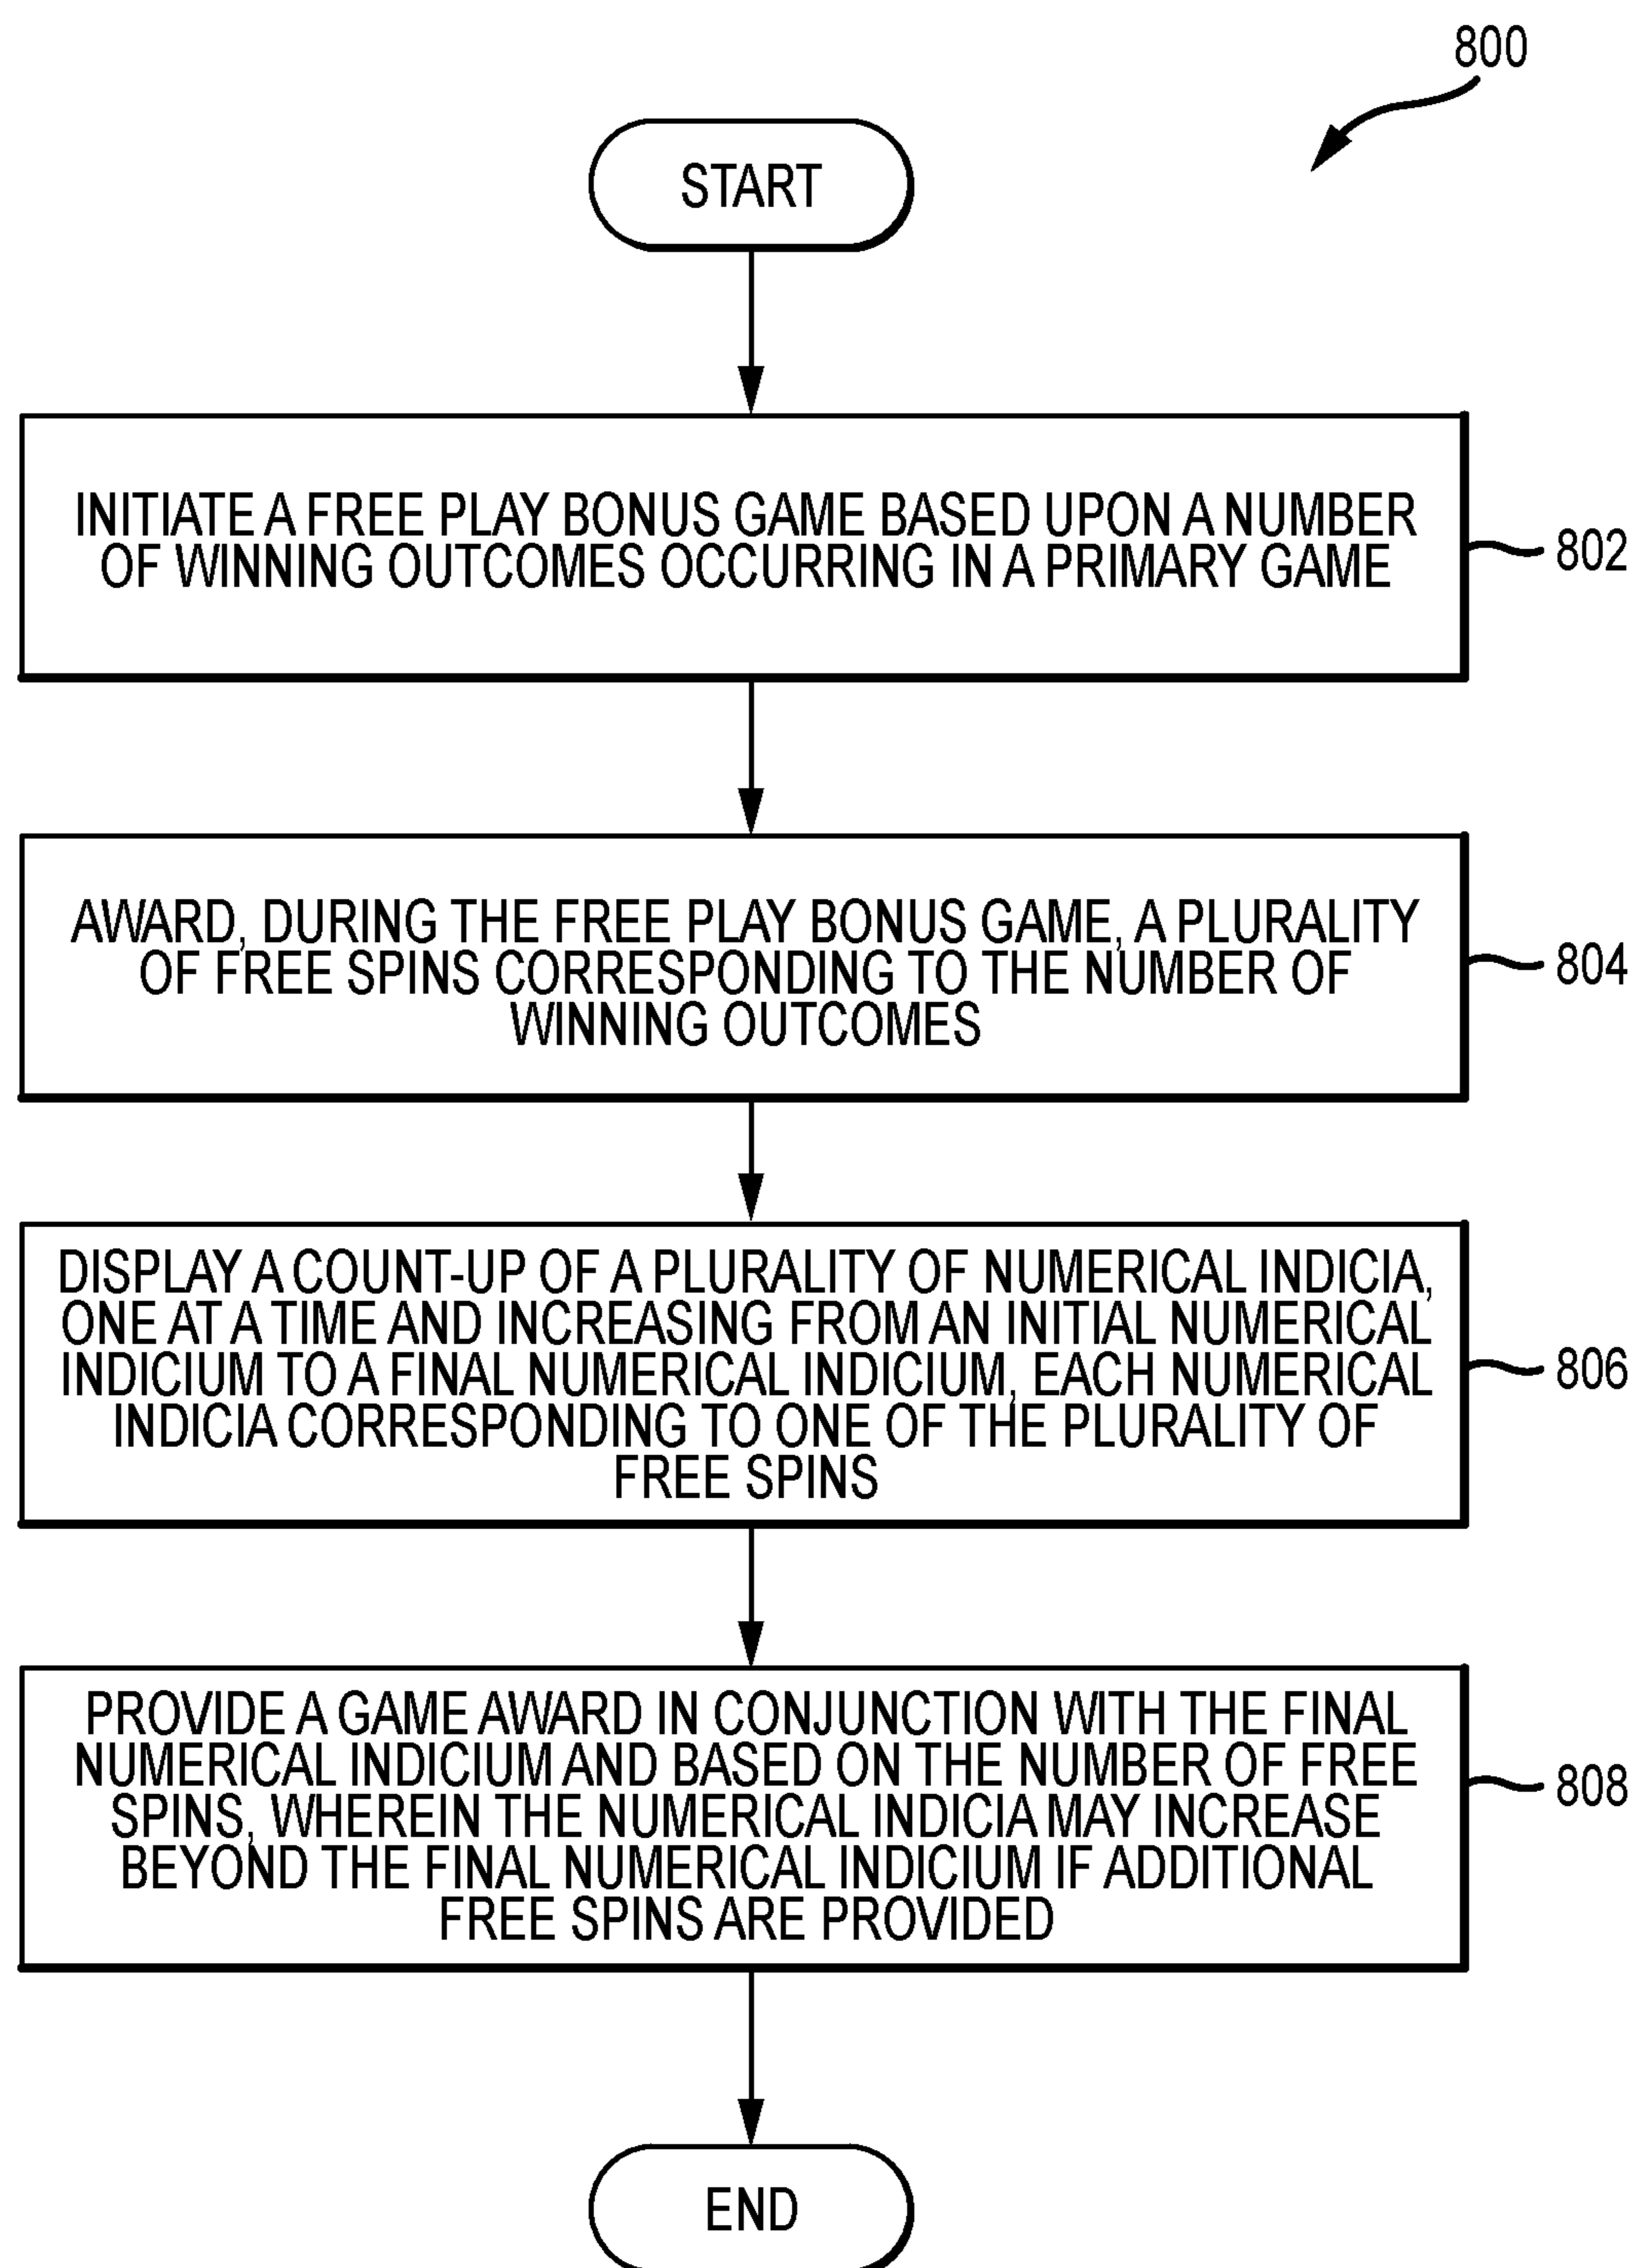 800
START
INITIATE A FREE PLAY BONUS GAME BASED UPON A NUMBER
OF WINNING OUTCOMES OCCURRING IN A PRIMARY GAME
802
AWARD, DURING THE FREE PLAY BONUS GAME, A PLURALITY
OF FREE SPINS CORRESPONDING TO THE NUMBER OF
WINNING OUTCOMES
804
DISPLAY A COUNT-UP OF A PLURALITY OF NUMERICAL INDICIA,
ONE AT A TIME AND INCREASING FROM AN INITIAL NUMERICAL
INDICIUM TO A FINAL NUMERICAL INDICIUM, EACH NUMERICAL
INDICIA CORRESPONDING TO ONE OF THE PLURALITY OF
FREE SPINS
806
PROVIDE A GAME AWARD IN CONJUNCTION WITH THE FINAL
NUMERICAL INDICIUM AND BASED ON THE NUMBER OF FREE
SPINS, WHEREIN THE NUMERICAL INDICIA MAY INCREASE
BEYOND THE FINAL NUMERICAL INDICIUM IF ADDITIONAL
FREE SPINS ARE PROVIDED
808
END